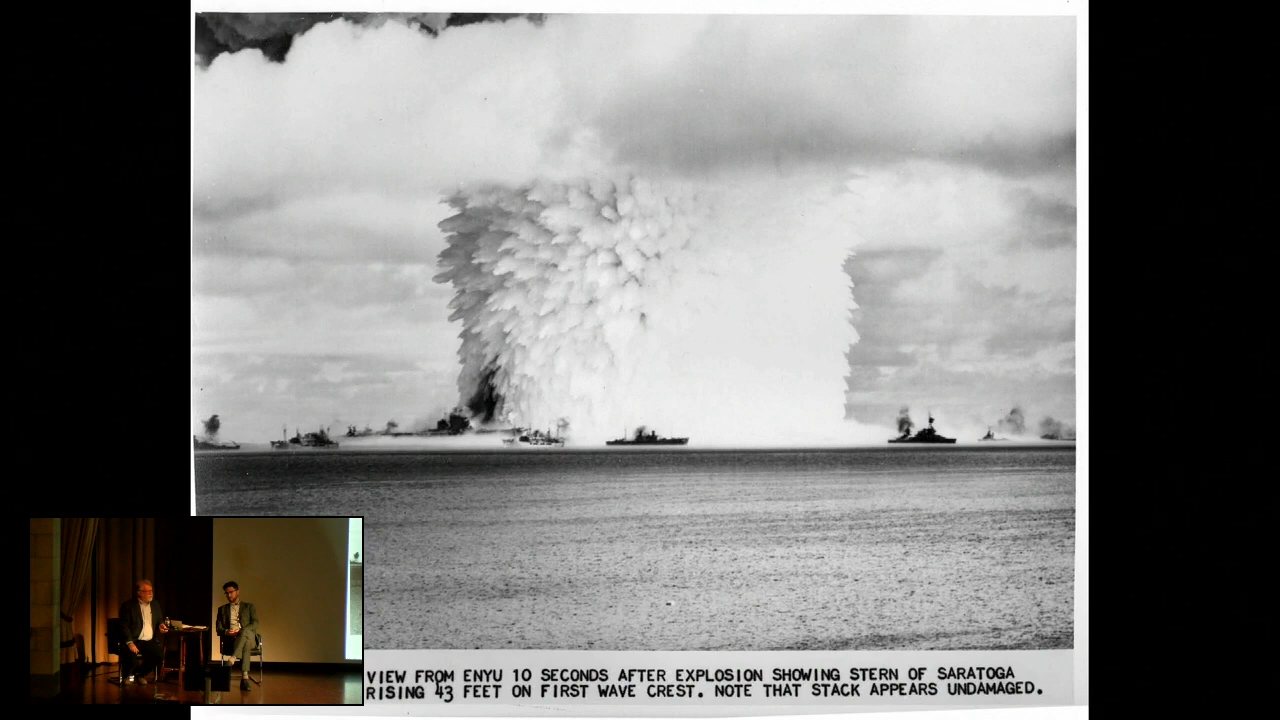 VIEW FROM ENYU 10 SECONDS AFTER EXPLOSION SHOWING STERN OF SARATOGA
RISING 43 FEET ON FIRST WAVE CREST. NOTE THAT STACK APPEARS UNDAMAGED.